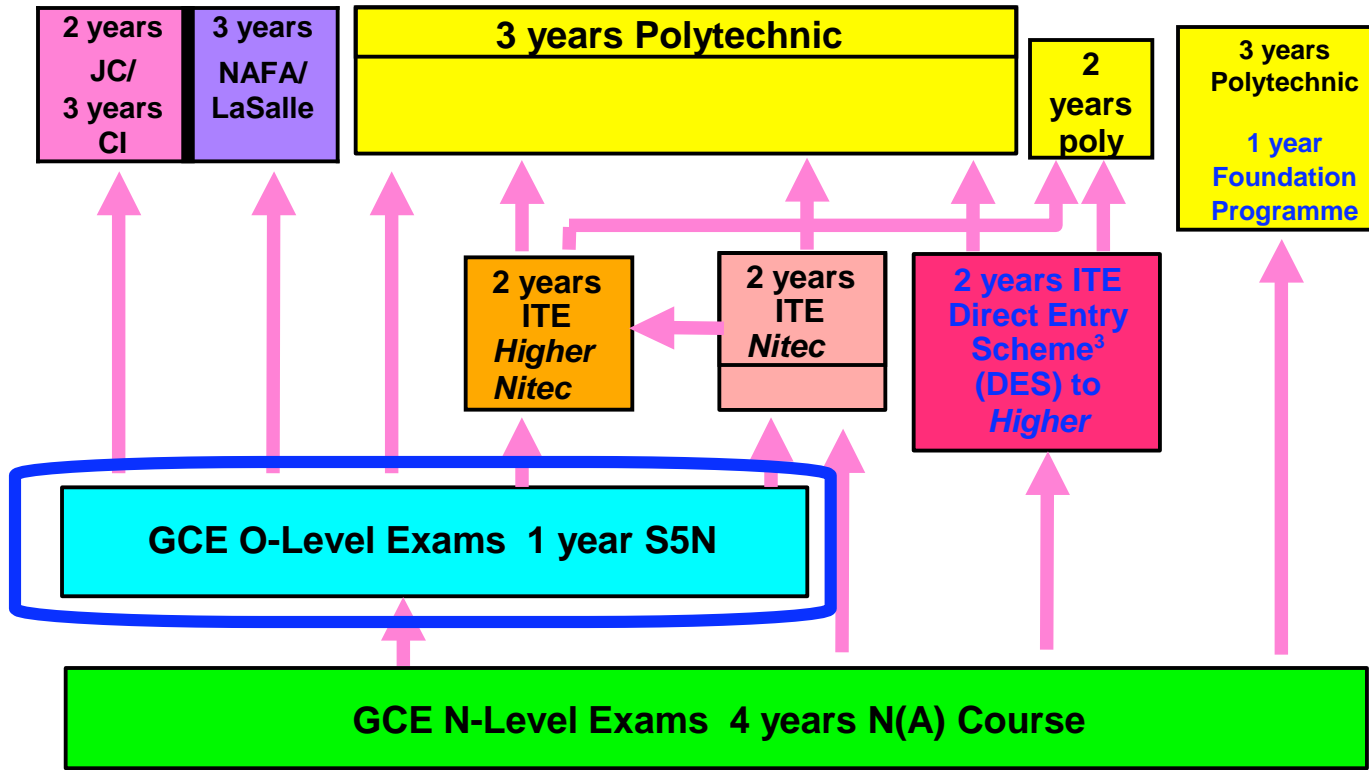 2 years
JC/
3 years
CI
3 years
NAFA/
LaSalle
3 years Polytechnic
2
years
poly
3 years
Polytechnic
1 year
Foundation
Programme
2 years
ITE
Higher
Nitec
2 years
ITE
Nitec
2 years ITE
Direct Entry
Scheme³
(DES) to
Higher
GCE O-Level Exams 1 year S5N
GCE N-Level Exams 4 years N(A) Course